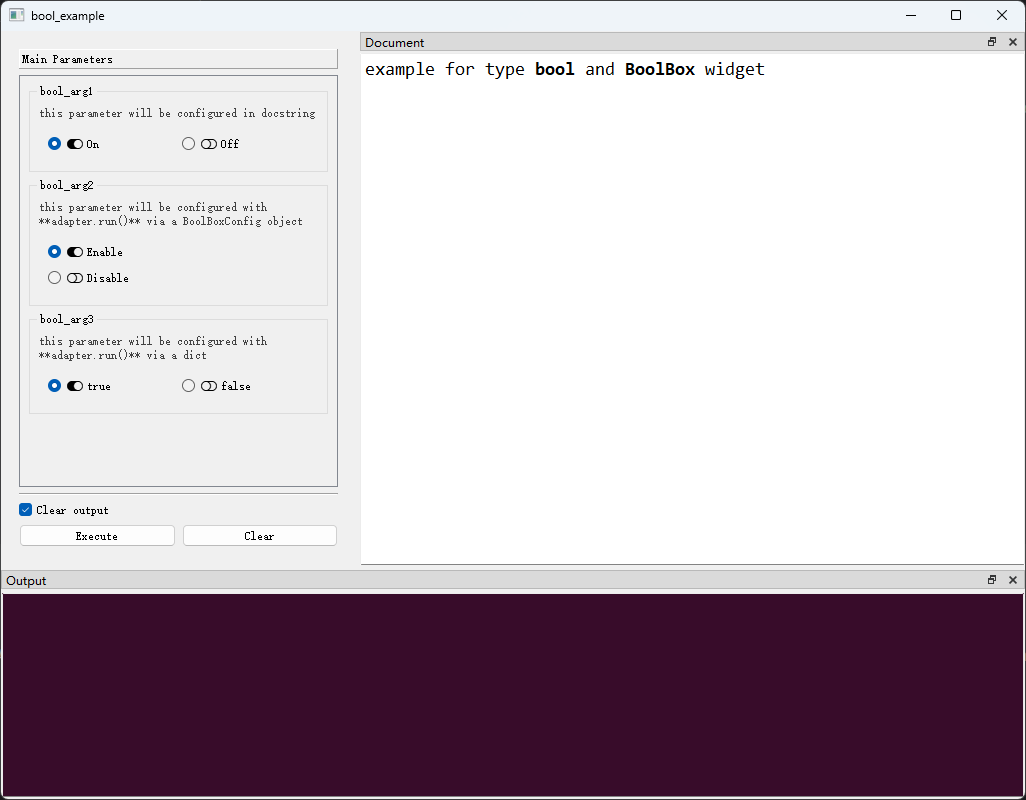 bool_example
Main Parameters
bool_arg1
this parameter will be configured in docstring
On
Off
bool_arg2
this parameter will be configured with
**adapter.run()** via a BoolBoxConfig object
Enable
Disable
bool_arg3
this parameter will be configured with
**adapter.run()** via a dict
true
false
Clear output
Execute
Clear
Document
example for type bool and BoolBox widget
Output